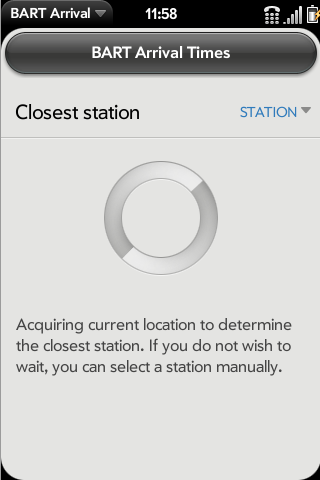 BART Arrival 11:58
BART Arrival Times
Closest station STATION
Acquiring current location to determine
the closest station. If you do not wish to
wait, you can select a station manually.